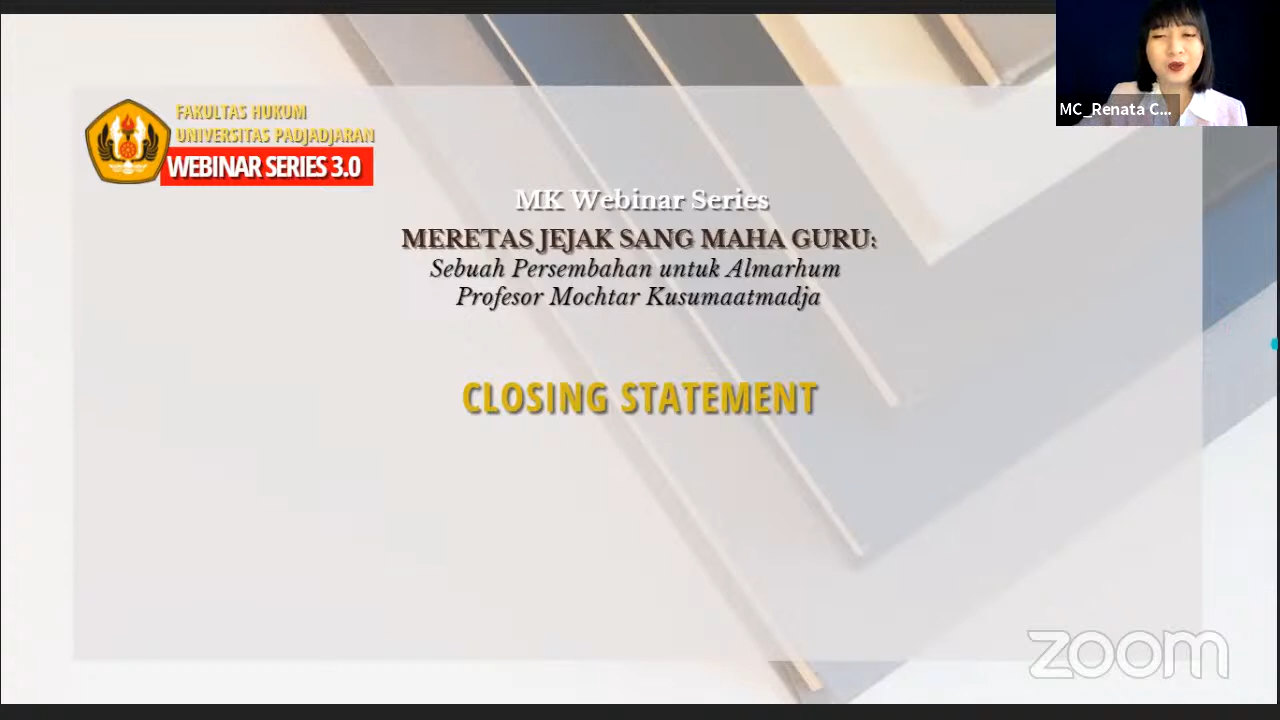 FAKULTAS HUKUM
UNIVERSITAS PADJADJARAN
WEBINAR SERIES 3.0
MK Webinar Series
MERETAS JEJAK SANG MAHA GURU:
Sebuah Persembahan untuk Almarhum
Profesor Mochtar Kusumaatmadja
CLOSING STATEMENT
MC_Renata C...
zoom